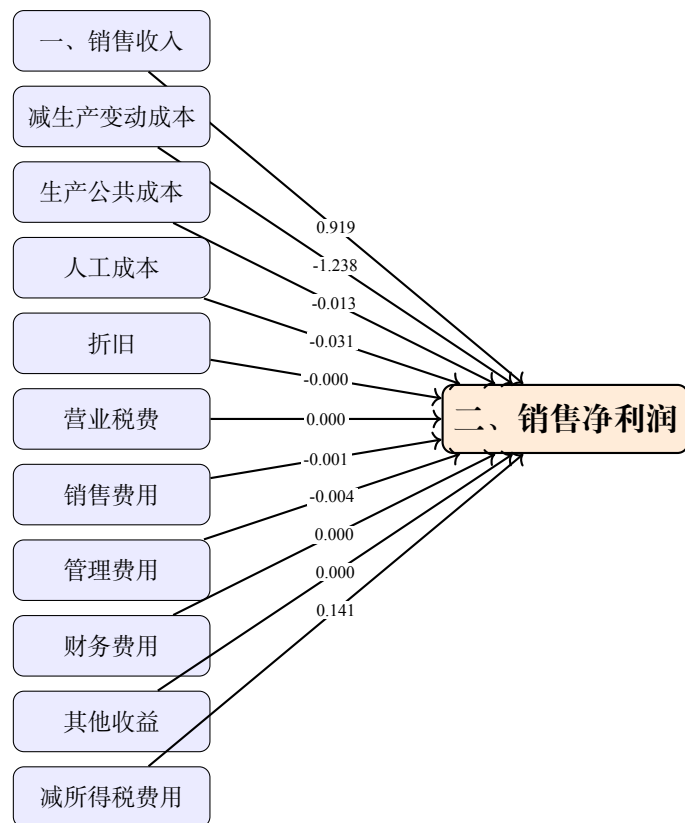 一、销售收入
减生产变动成本
生产公共成本
人工成本
折旧
营业税费
销售费用
管理费用
财务费用
其他收益
减所得税费用
0.919
-1.238
-0.013
-0.031
-0.000
0.000
-0.001
-0.004
0.000
0.000
0.141
二、销售净利润